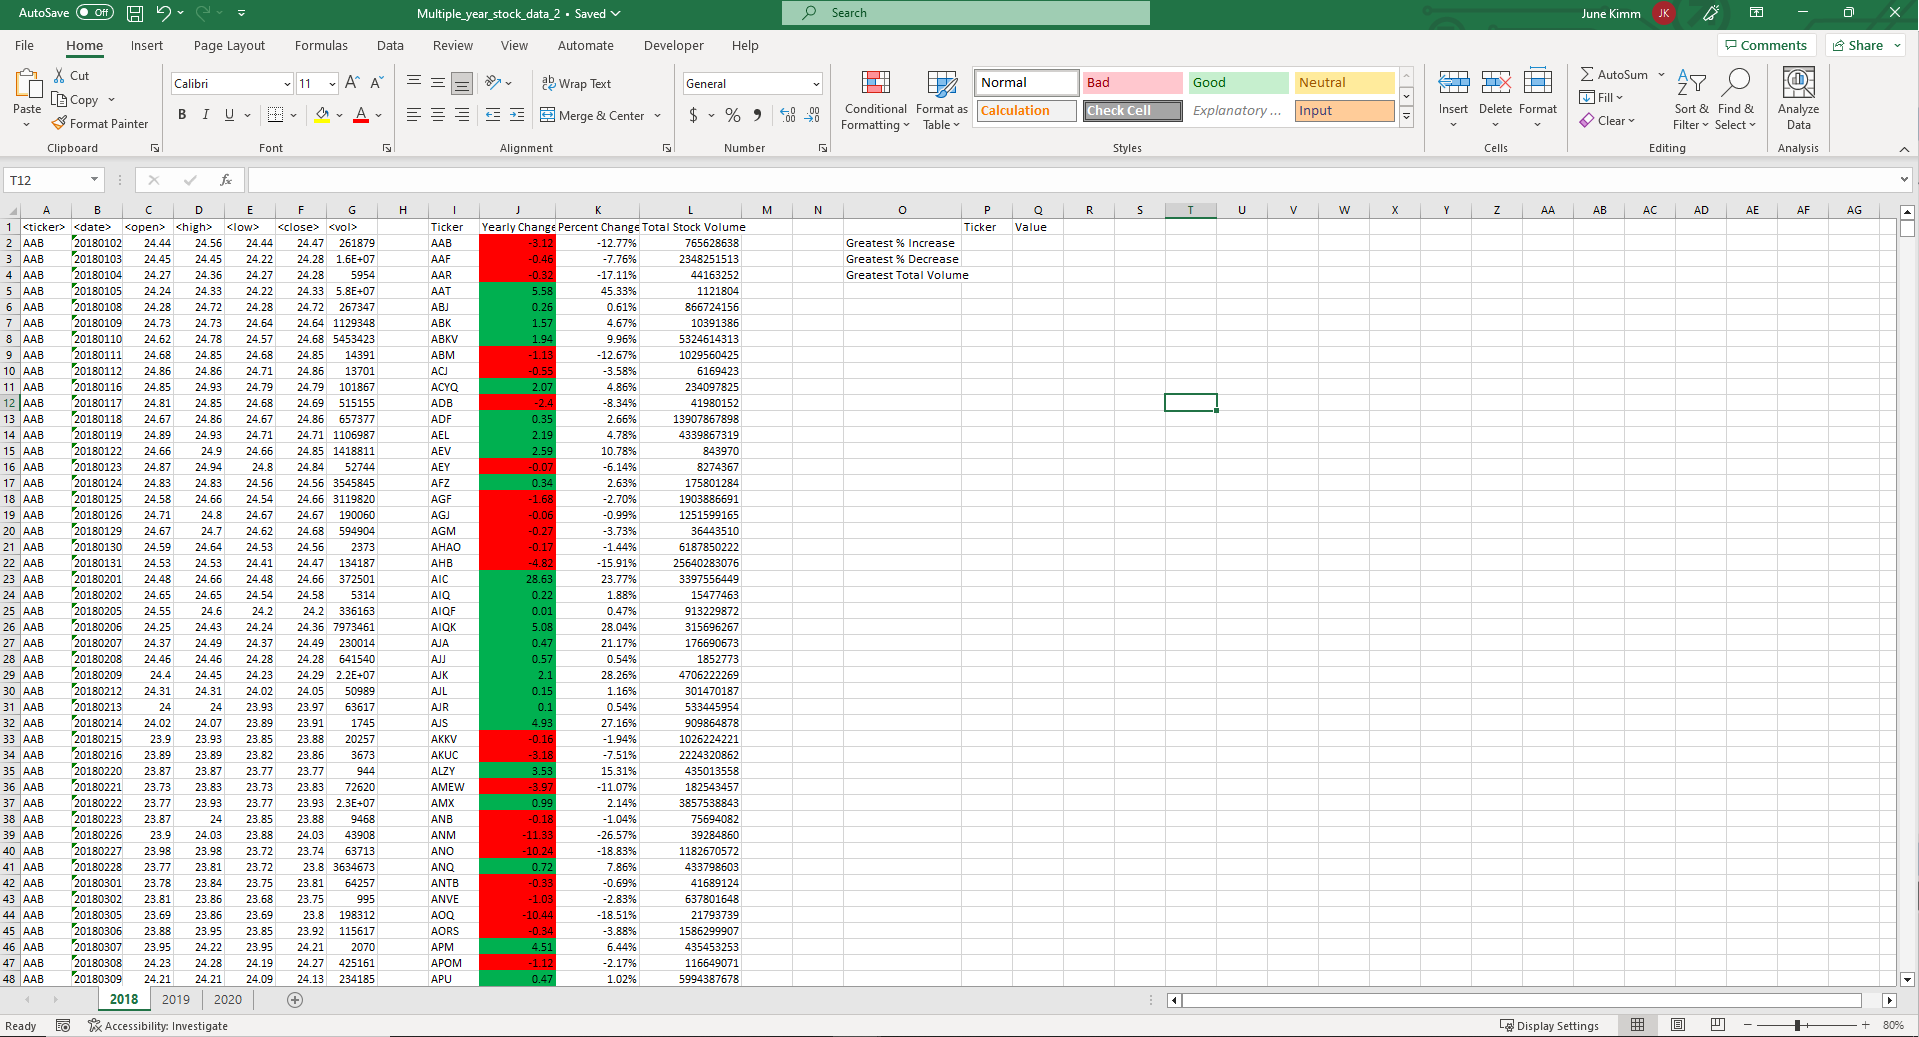 AutoSave Off Multiple_year_stock_data_2 • Saved Search June Kimm JK
File Home Insert Page Layout Formulas Data Review View Automate Developer Help Comments Share
Paste Cut Copy Format Painter Clipboard
Calibri 11 B I U A Font
Wrap Text Merge & Center Alignment
General $ % Number
Conditional Formatting Format as Table
Normal Bad Good Neutral
Calculation Check Cell Explanatory ... Input
Styles
Insert Delete Format Cells
AutoSum Fill Clear Sort & Filter Find & Select Editing
Analyze Data Analysis
T12 fx
A B C D E F G H I J K L M N O P Q R S T U V W X Y Z AA AB AC AD AE AF AG
1 <ticker> <date> <open> <high> <low> <close> <vol> Ticker Yearly Change Percent Change Total Stock Volume Ticker Value
2 AAB 20180102 24.44 24.56 24.44 24.47 261879 AAB -3.12 -12.77% 765628638 Greatest % Increase
3 AAB 20180103 24.45 24.45 24.22 24.28 1.6E+07 AAF -0.46 -7.76% 2348251513 Greatest % Decrease
4 AAB 20180104 24.27 24.36 24.27 24.28 5954 AAR -0.32 -17.11% 44163252 Greatest Total Volume
5 AAB 20180105 24.24 24.33 24.22 24.33 5.8E+07 AAT 5.58 45.33% 1121804
6 AAB 20180108 24.28 24.72 24.28 24.72 267347 ABJ 0.26 0.61% 866724156
7 AAB 20180109 24.73 24.73 24.64 24.64 1129348 ABK 1.57 4.67% 10391386
8 AAB 20180110 24.62 24.78 24.57 24.68 5453423 ABKV 1.94 9.96% 5324614313
9 AAB 20180111 24.68 24.85 24.68 24.85 14391 ABM -1.13 -12.67% 1029560425
10 AAB 20180112 24.86 24.86 24.71 24.86 13701 ACJ -0.55 -3.58% 6169423
11 AAB 20180116 24.85 24.93 24.79 24.79 101867 ACYQ 2.07 4.86% 234097825
12 AAB 20180117 24.81 24.85 24.68 24.69 515155 ADB -2.4 -8.34% 41980152
13 AAB 20180118 24.67 24.86 24.67 24.86 657377 ADF 0.35 2.66% 13907867898
14 AAB 20180119 24.89 24.93 24.71 24.71 1106987 AEL 2.19 4.78% 4339867319
15 AAB 20180122 24.66 24.9 24.66 24.85 1418811 AEV 2.59 10.78% 843970
16 AAB 20180123 24.87 24.94 24.8 24.84 52744 AEY -0.07 -6.14% 8274367
17 AAB 20180124 24.83 24.83 24.56 24.56 3545845 AFZ 0.34 2.63% 175801284
18 AAB 20180125 24.58 24.66 24.54 24.66 3119820 AGF -1.68 -2.70% 1903886691
19 AAB 20180126 24.71 24.8 24.67 24.67 190060 AGJ -0.06 -0.99% 1251599165
20 AAB 20180129 24.67 24.7 24.62 24.68 594904 AGM -0.27 -3.73% 36443510
21 AAB 20180130 24.59 24.64 24.53 24.56 2373 AHAO -0.17 -1.44% 6187850222
22 AAB 20180131 24.53 24.53 24.41 24.47 134187 AHB -4.82 -15.91% 25640283076
23 AAB 20180201 24.48 24.66 24.48 24.66 372501 AIC 28.63 23.77% 3397556449
24 AAB 20180202 24.65 24.65 24.54 24.58 5314 AIQ 0.22 1.88% 15477463
25 AAB 20180205 24.55 24.6 24.2 24.2 336163 AIQF 0.01 0.47% 913229872
26 AAB 20180206 24.25 24.43 24.24 24.36 7973461 AIQK 5.08 28.04% 315696267
27 AAB 20180207 24.37 24.49 24.37 24.49 230014 AJA 0.47 21.17% 176690673
28 AAB 20180208 24.46 24.46 24.28 24.28 641540 AJJ 0.57 0.54% 1852773
29 AAB 20180209 24.4 24.45 24.23 24.29 2.2E+07 AJK 2.1 28.26% 4706222269
30 AAB 20180212 24.31 24.31 24.02 24.05 50989 AJL 0.15 1.16% 301470187
31 AAB 20180213 24 24 23.93 23.97 63617 AJR 0.1 0.54% 533445954
32 AAB 20180214 24.02 24.07 23.89 23.91 1745 AJS 4.93 27.16% 909864878
33 AAB 20180215 23.9 23.93 23.85 23.88 20257 AKKV -0.16 -1.94% 1026224221
34 AAB 20180216 23.89 23.89 23.82 23.86 3673 AKUC -3.18 -7.51% 2224320862
35 AAB 20180220 23.87 23.87 23.77 23.77 944 ALZY 3.53 15.31% 435013558
36 AAB 20180221 23.73 23.83 23.73 23.83 72620 AMEW -3.97 -11.07% 182543457
37 AAB 20180222 23.77 23.93 23.77 23.93 2.3E+07 AMX 0.99 2.14% 3857538843
38 AAB 20180223 23.87 24 23.85 23.88 9468 ANB -0.18 -1.04% 75694082
39 AAB 20180226 23.9 24.03 23.88 24.03 43908 ANM -11.33 -26.57% 39284860
40 AAB 20180227 23.98 23.98 23.72 23.74 63713 ANO -10.24 -18.83% 1182670572
41 AAB 20180228 23.77 23.81 23.72 23.8 3634673 ANQ 0.72 7.86% 433798603
42 AAB 20180301 23.78 23.84 23.75 23.81 64257 ANTB -0.33 -0.69% 41689124
43 AAB 20180302 23.81 23.86 23.68 23.75 995 ANVE -1.03 -2.83% 637801648
44 AAB 20180305 23.69 23.86 23.69 23.8 198312 AOQ -10.44 -18.51% 21793739
45 AAB 20180306 23.88 23.95 23.85 23.92 115617 AORS -0.34 -3.88% 1586299907
46 AAB 20180307 23.95 24.22 23.95 24.21 2070 APM 4.51 6.44% 435453253
47 AAB 20180308 24.23 24.28 24.19 24.27 425161 APOM -1.12 -2.17% 116649071
48 AAB 20180309 24.21 24.21 24.09 24.13 234185 APU 0.47 1.02% 5994387678
2018 2019 2020
Ready Accessibility: Investigate Display Settings 80%